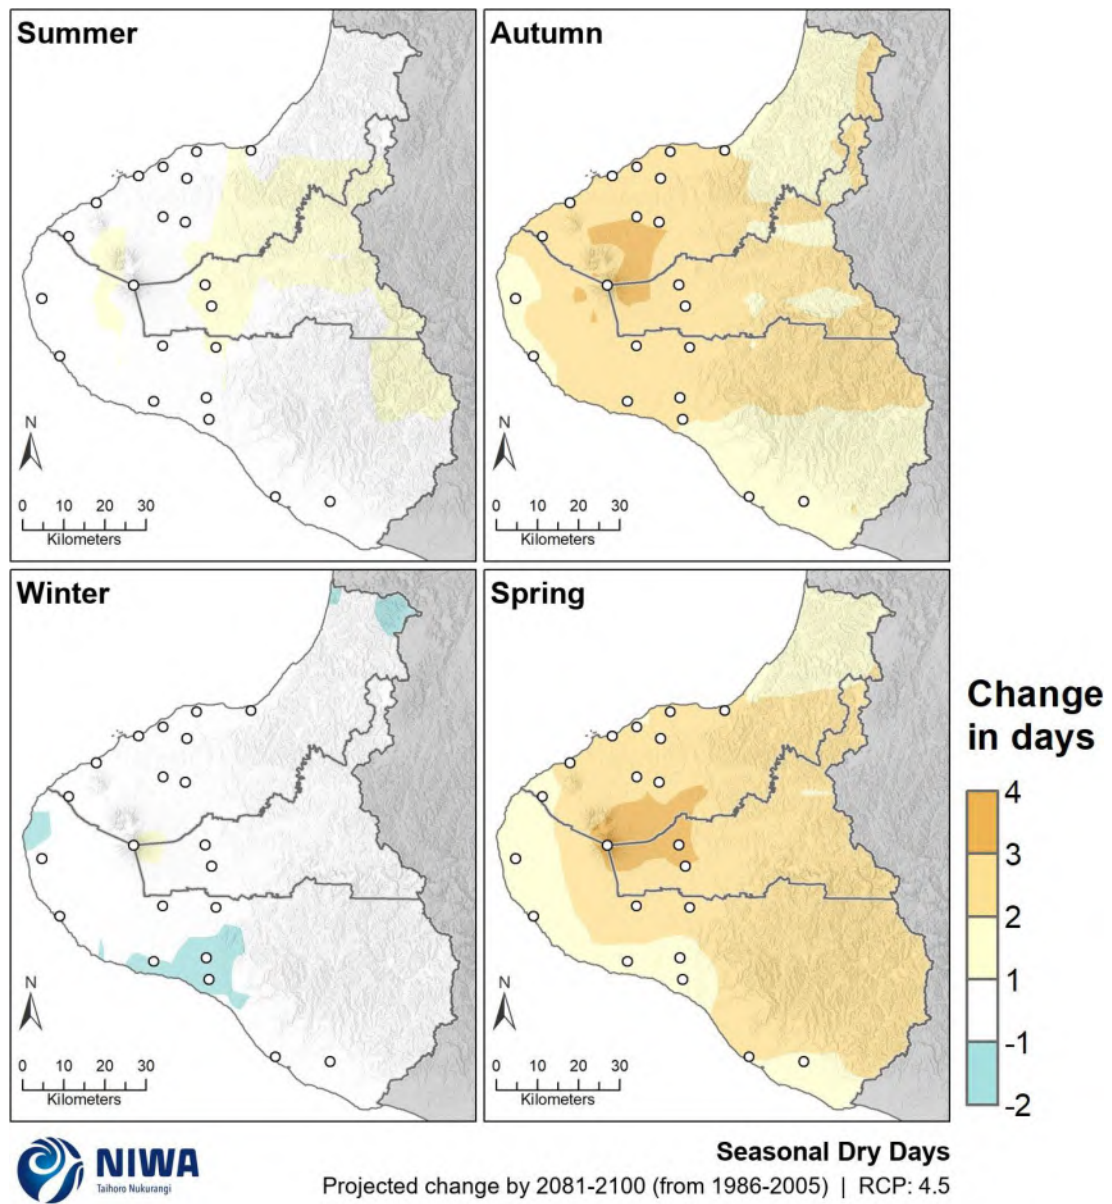 Summer
N
0 10 20 30
Kilometers
Autumn
N
0 10 20 30
Kilometers
Winter
N
0 10 20 30
Kilometers
Spring
N
0 10 20 30
Kilometers
Change
in days
4
3
2
1
-1
-2
NIWA
Taihoro Nukurangi
Seasonal Dry Days
Projected change by 2081-2100 (from 1986-2005) | RCP: 4.5